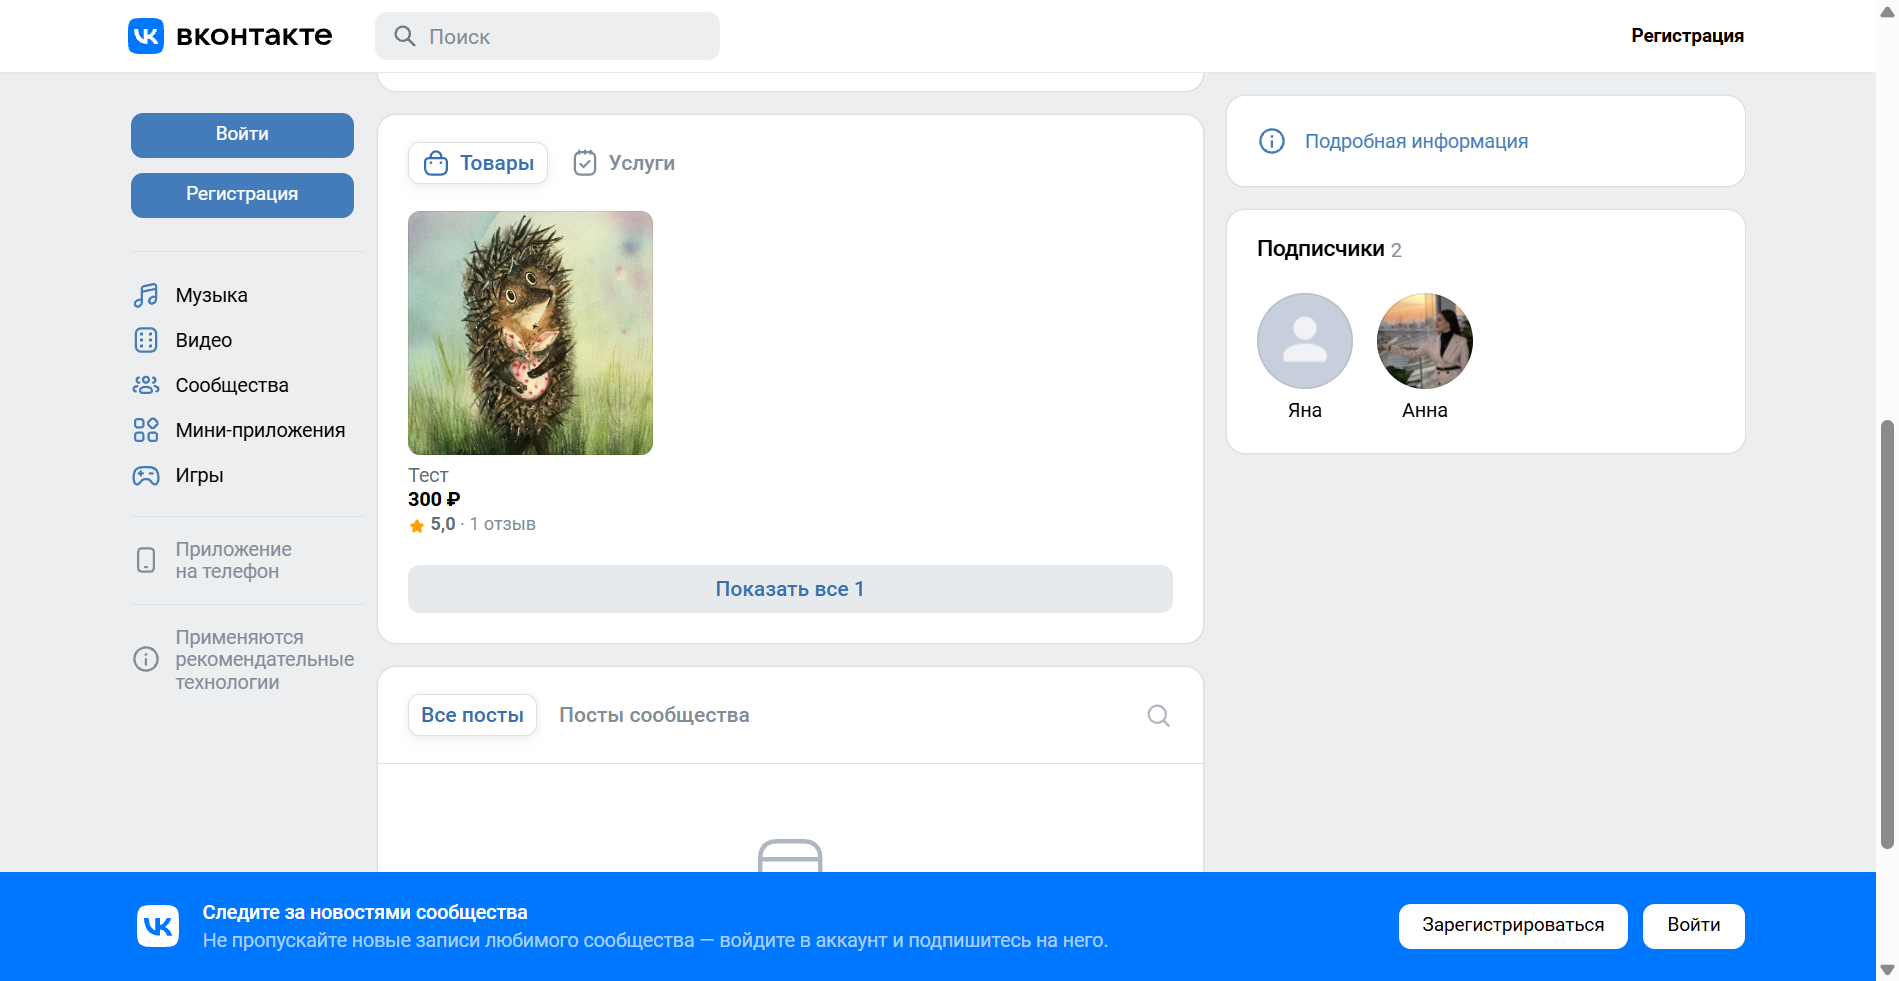 вконтакте
Поиск
Регистрация
Войти
Регистрация
Музыка
Видео
Сообщества
Мини-приложения
Игры
Приложение
на телефон
Применяются
рекомендательные
технологии
Товары
Услуги
Тест
300 ₽
5,0 · 1 отзыв
Показать все 1
Все посты
Посты сообщества
Подробная информация
Подписчики 2
Яна
Анна
Следите за новостями сообщества
Не пропускайте новые записи любимого сообщества — войдите в аккаунт и подпишитесь на него.
Зарегистрироваться
Войти